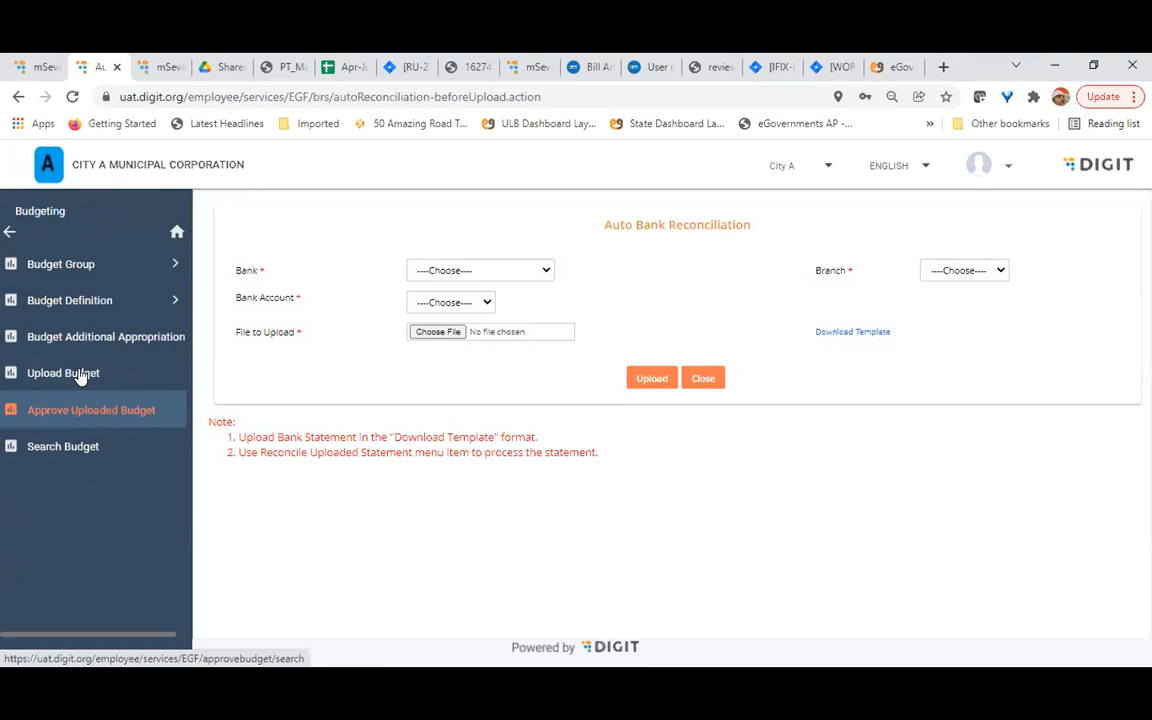 mSev
Au
mSeva
Share
PT_Ma
Apr-Ju
[RU-2
16274
mSev
Bill An
User r
review
[IFIX-
[WOR
eGov
uat.digit.org/employee/services/EGF/brs/autoReconciliation-beforeUpload.action
Update
Apps
Getting Started
Latest Headlines
Imported
50 Amazing Road T...
ULB Dashboard Lay...
State Dashboard La...
eGovernments AP -...
»
Other bookmarks
Reading list
A
CITY A MUNICIPAL CORPORATION
City A
ENGLISH
DIGIT
Budgeting
Budget Group
Budget Definition
Budget Additional Appropriation
Upload Budget
Approve Uploaded Budget
Search Budget
Auto Bank Reconciliation
Bank * ----Choose---- Branch * ----Choose----
Bank Account * ----Choose----
File to Upload * Choose File No file chosen Download Template
Upload Close
Note:
1. Upload Bank Statement in the "Download Template" format.
2. Use Reconcile Uploaded Statement menu item to process the statement.
Powered by DIGIT
https://uat.digit.org/employee/services/EGF/approvebudget/search